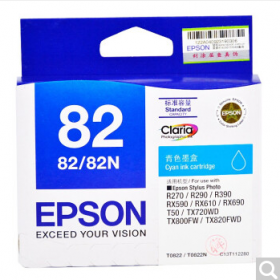 EPSON
标准容量
Standard
CAPACITY
82
82/82N
Claria
青色墨盒
Cyan ink cartridge
EPSON
适用机型/ For use with
■Epson Stylus Photo
R270 / R290 / R390
RX590 / RX610 / RX690
T50 / TX720WD
TX800FW / TX820FWD
EPSON
EXCEED YOUR VISION
T0822 / T0822N C13T112280